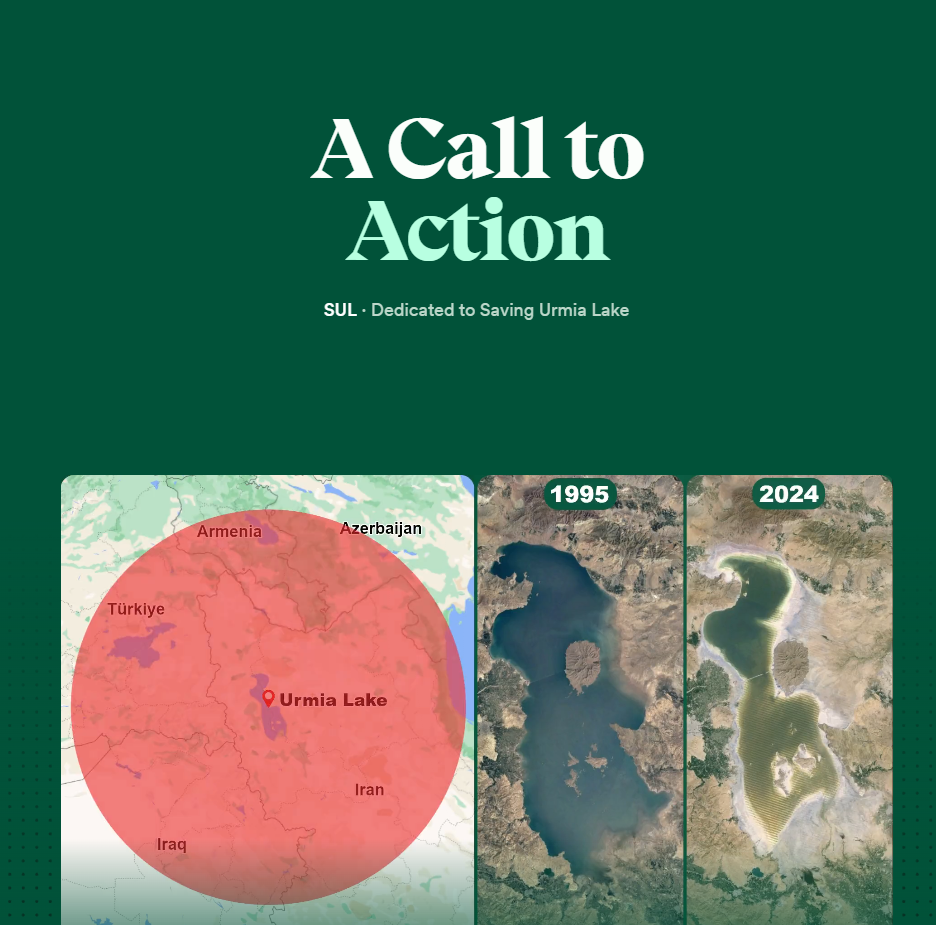 A Call to
Action
SUL · Dedicated to Saving Urmia Lake
1995
2024
Armenia
Azerbaijan
Türkiye
Urmia Lake
Iran
Iraq